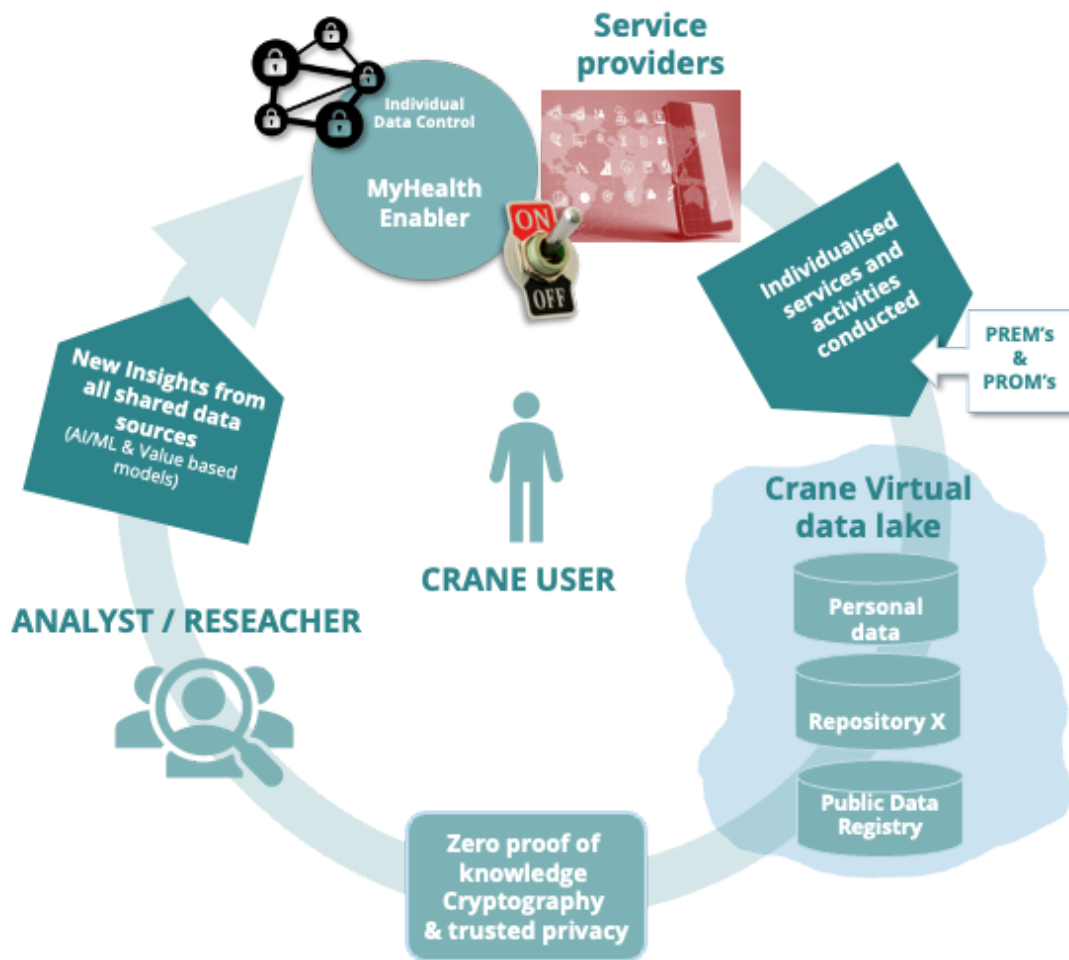 Service
providers
Individual
Data Control
MyHealth
Enabler
ON
OFF
Individualised
services and
activities
conducted
PREM's
&
PROM's
New Insights from
all shared data
sources
(AI/ML & Value based
models)
CRANE USER
Crane Virtual
data lake
Personal
data
Repository X
Public Data
Registry
ANALYST / RESEACHER
Zero proof of
knowledge
Cryptography
& trusted privacy